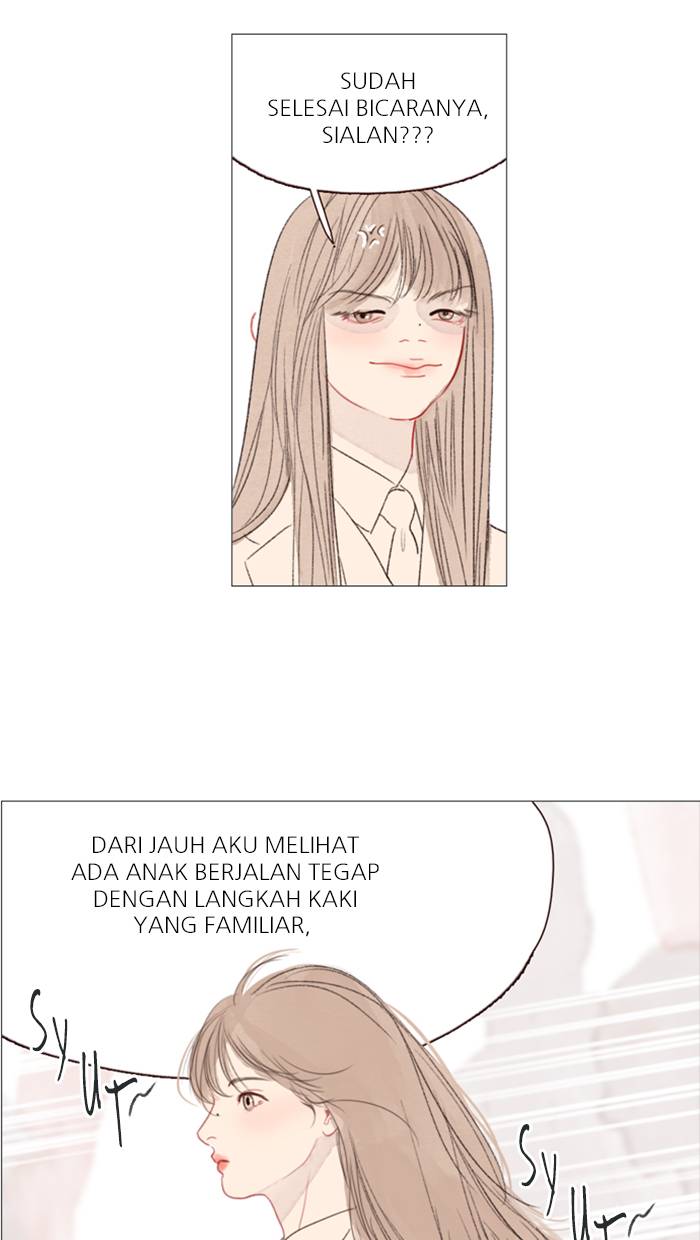 SUDAH
SELESAI BICARANYA,
SIALAN???
DARI JAUH AKU MELIHAT
ADA ANAK BERJALAN TEGAP
DENGAN LANGKAH KAKI
YANG FAMILIAR,
SYUT~
SYUT~